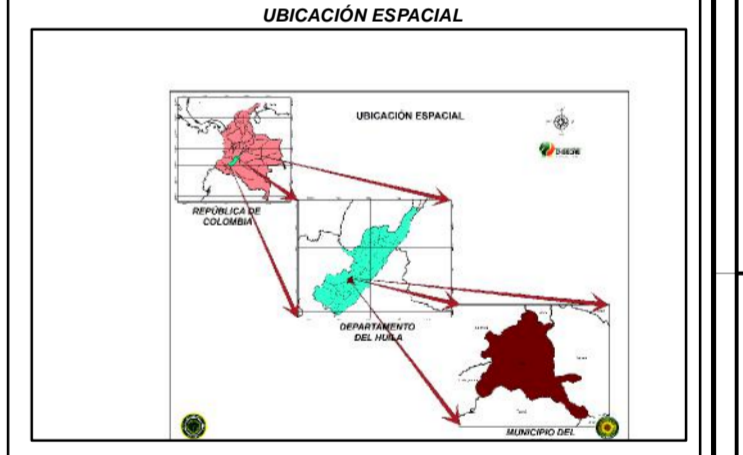 UBICACIÓN ESPACIAL
UBICACIÓN ESPACIAL
REPÚBLICA DE
COLOMBIA
DEPARTAMENTO
DEL HUILA
MUNICIPIO DEL